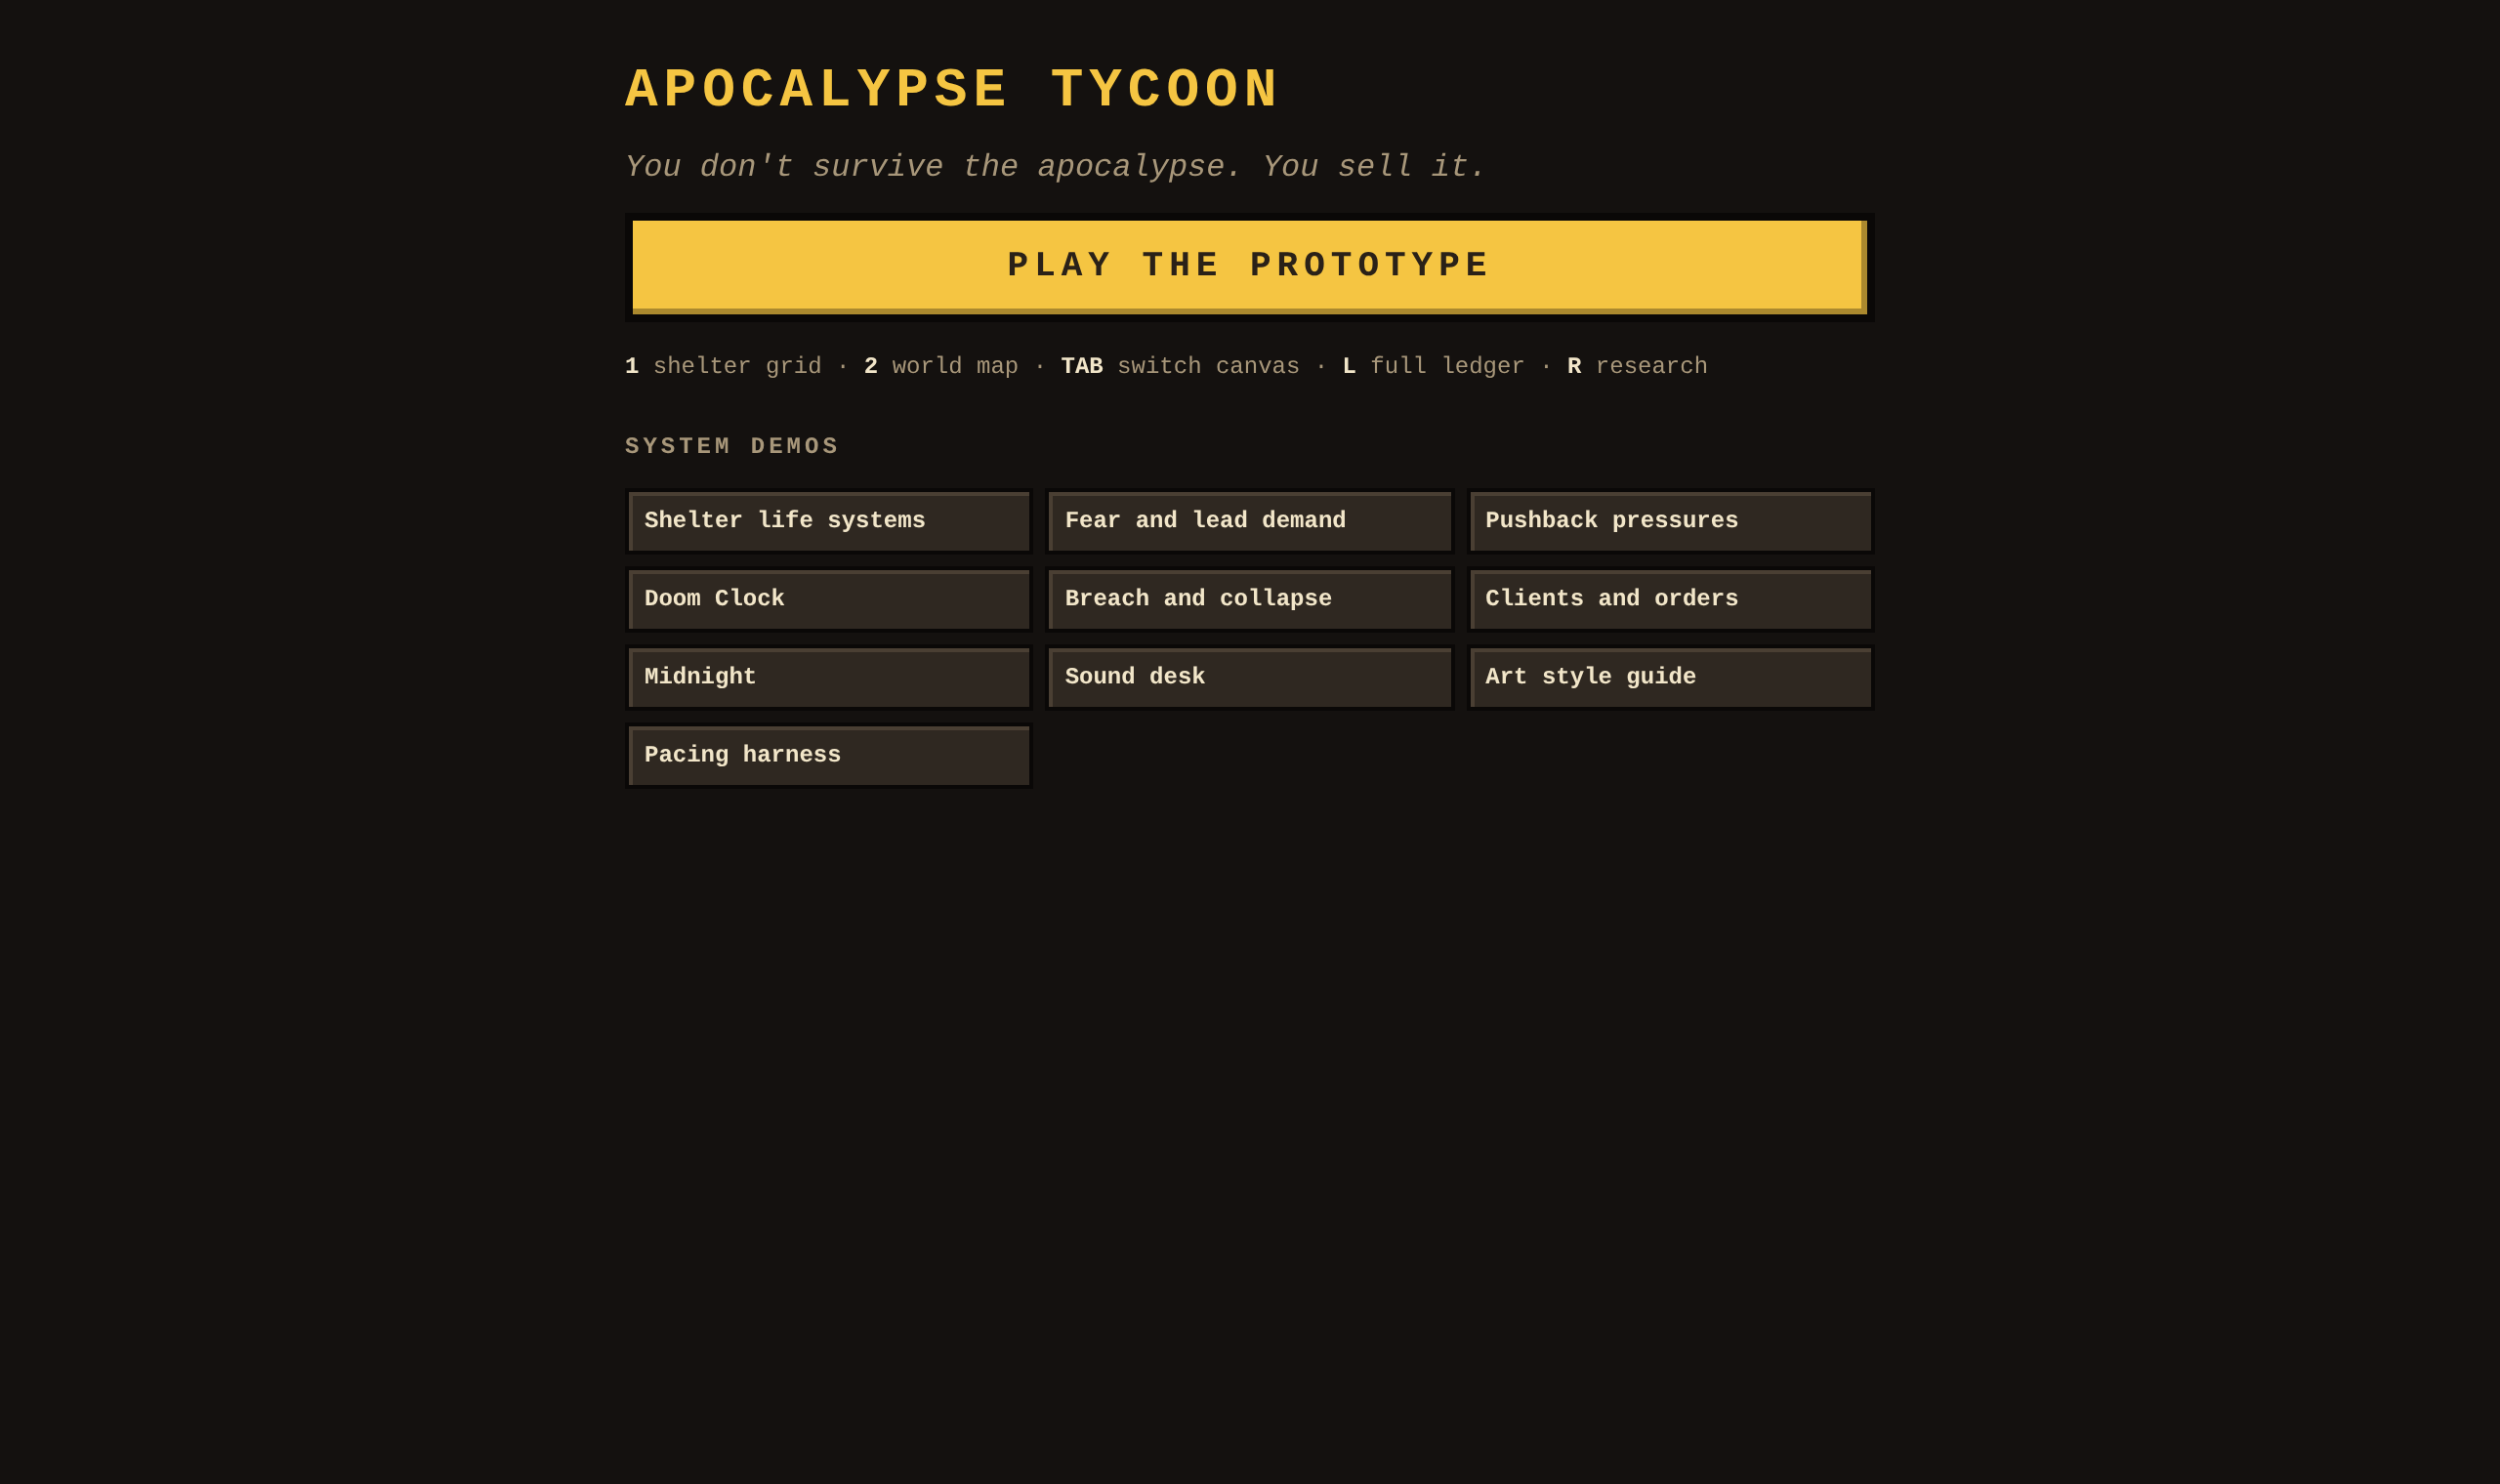 APOCALYPSE TYCOON
You don't survive the apocalypse. You sell it.
PLAY THE PROTOTYPE
1 shelter grid · 2 world map · TAB switch canvas · L full ledger · R research
SYSTEM DEMOS
Shelter life systems
Fear and lead demand
Pushback pressures
Doom Clock
Breach and collapse
Clients and orders
Midnight
Sound desk
Art style guide
Pacing harness